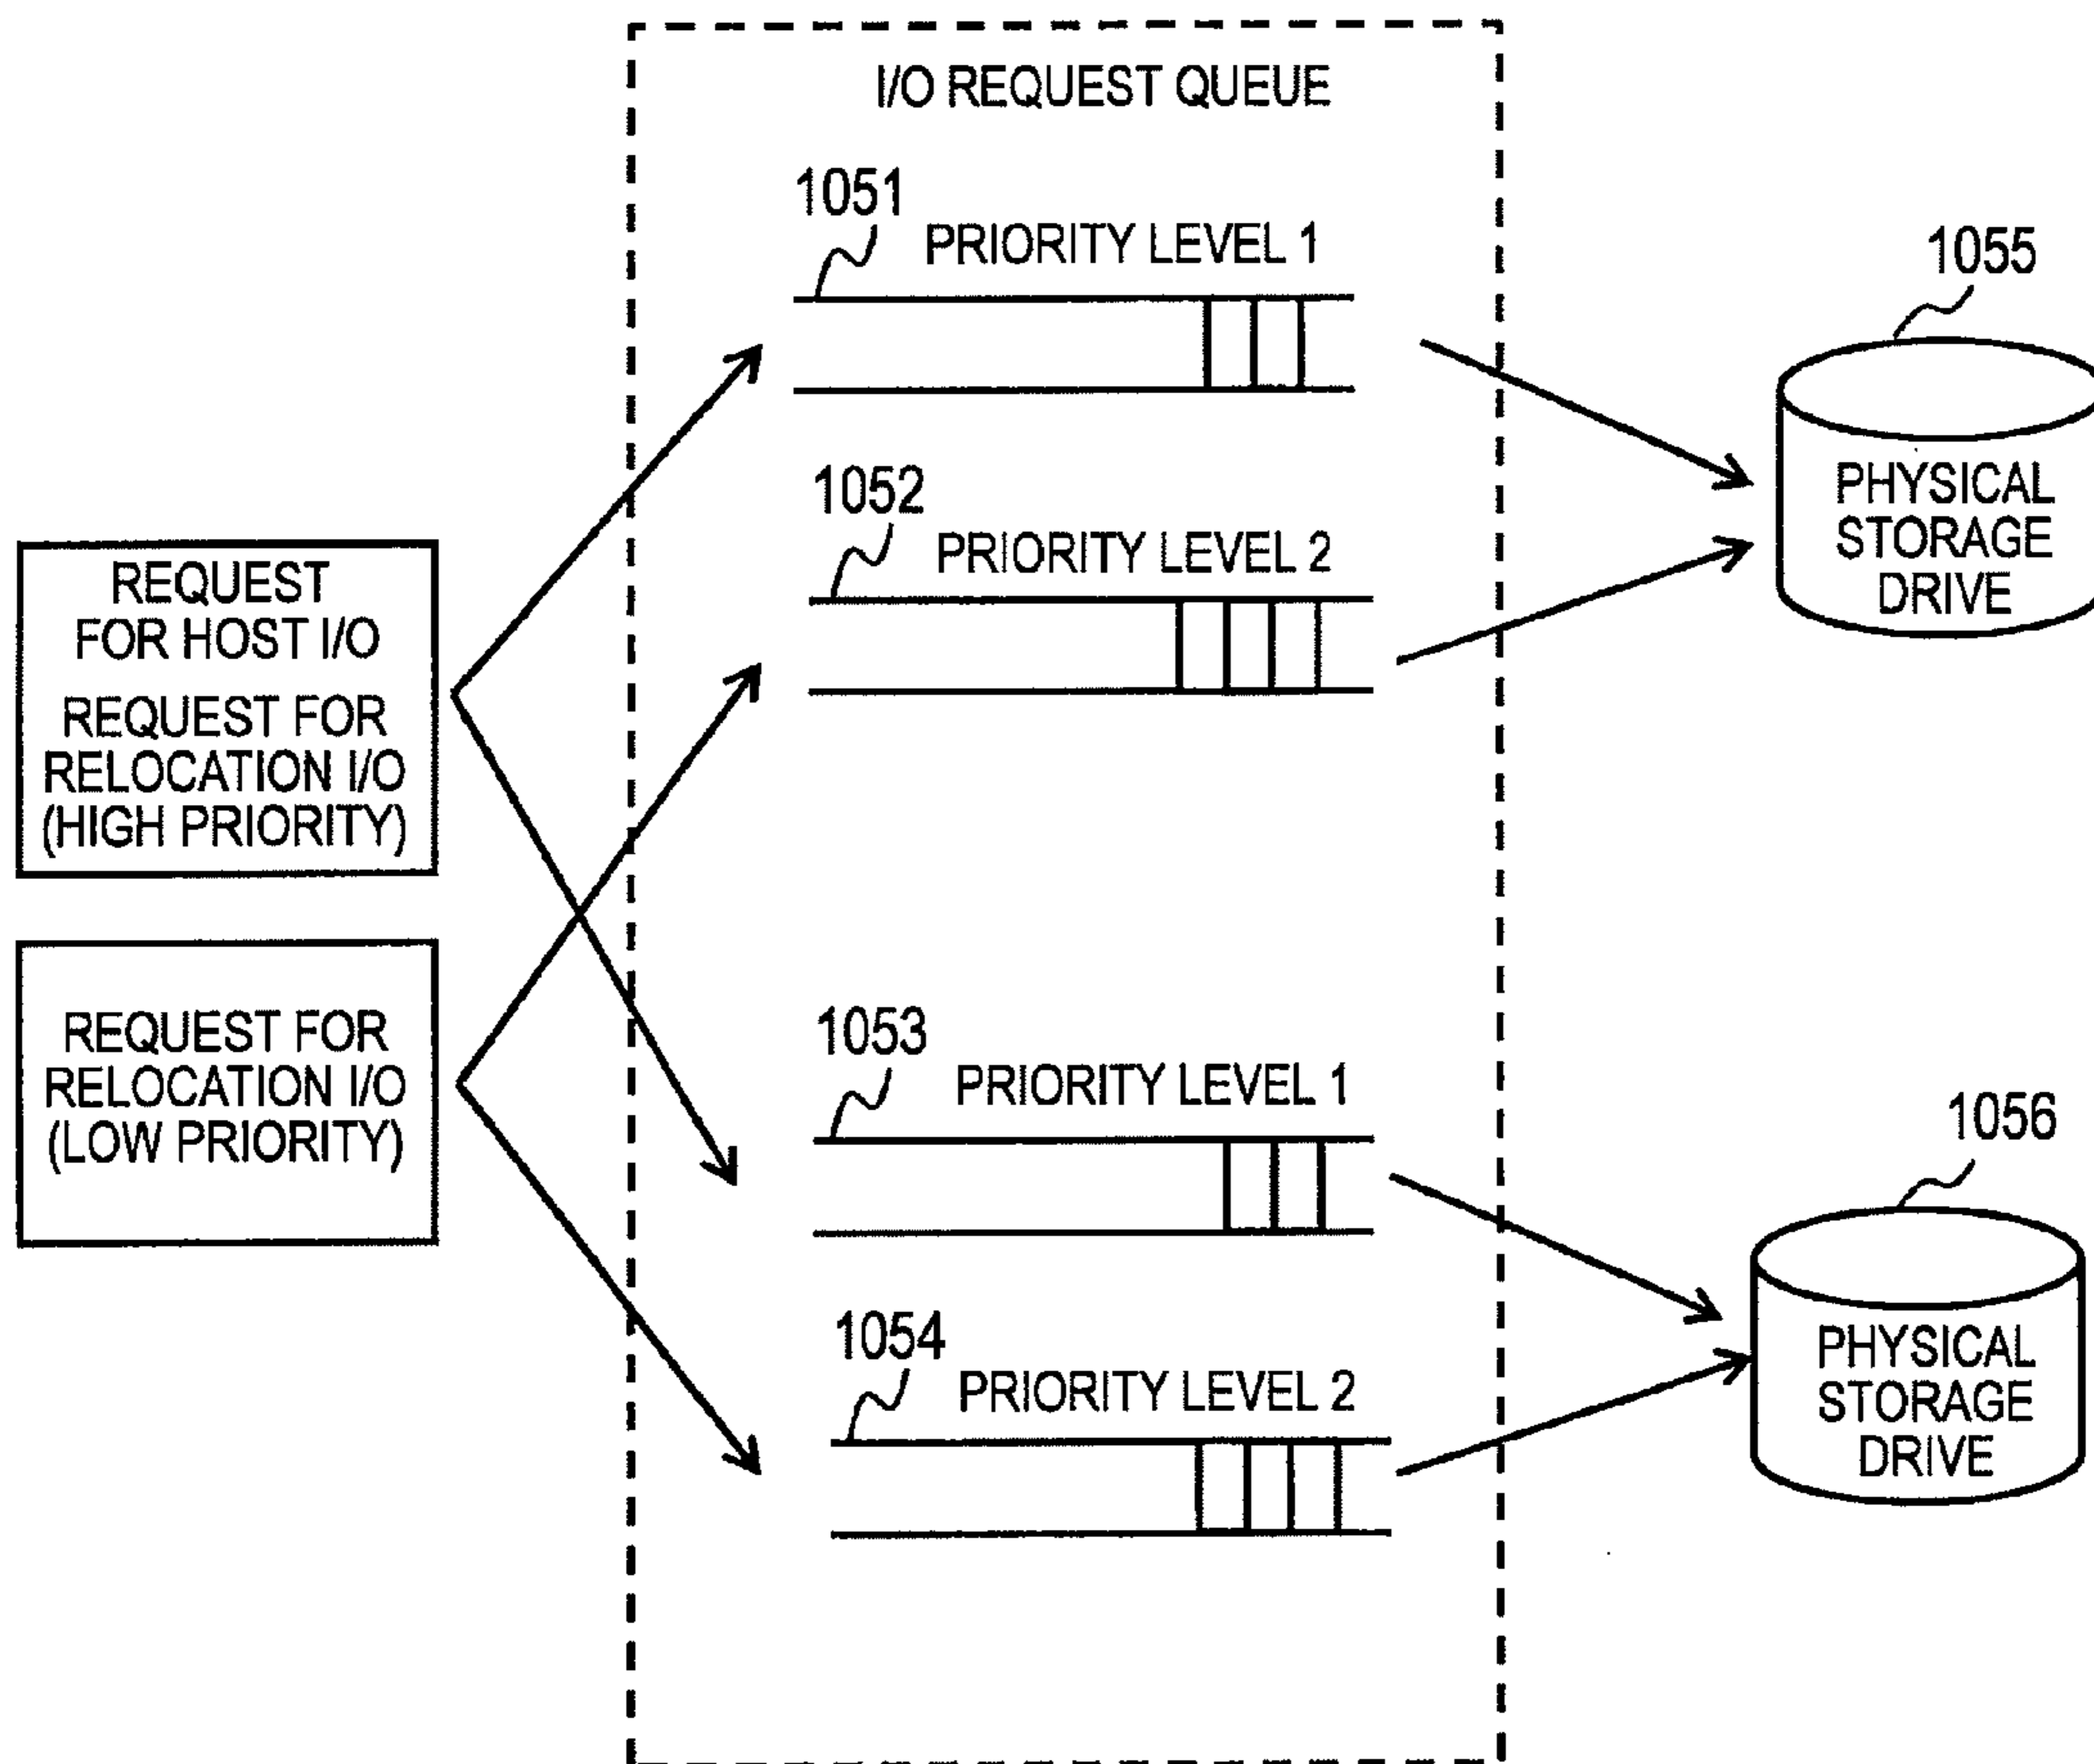 I/O REQUEST QUEUE
1051
PRIORITY LEVEL 1
1055
PHYSICAL
STORAGE
DRIVE
1052
PRIORITY LEVEL 2
REQUEST
FOR HOST I/O
REQUEST FOR
RELOCATION I/O
(HIGH PRIORITY)
REQUEST FOR
RELOCATION I/O
(LOW PRIORITY)
1053
PRIORITY LEVEL 1
1056
PHYSICAL
STORAGE
DRIVE
1054
PRIORITY LEVEL 2